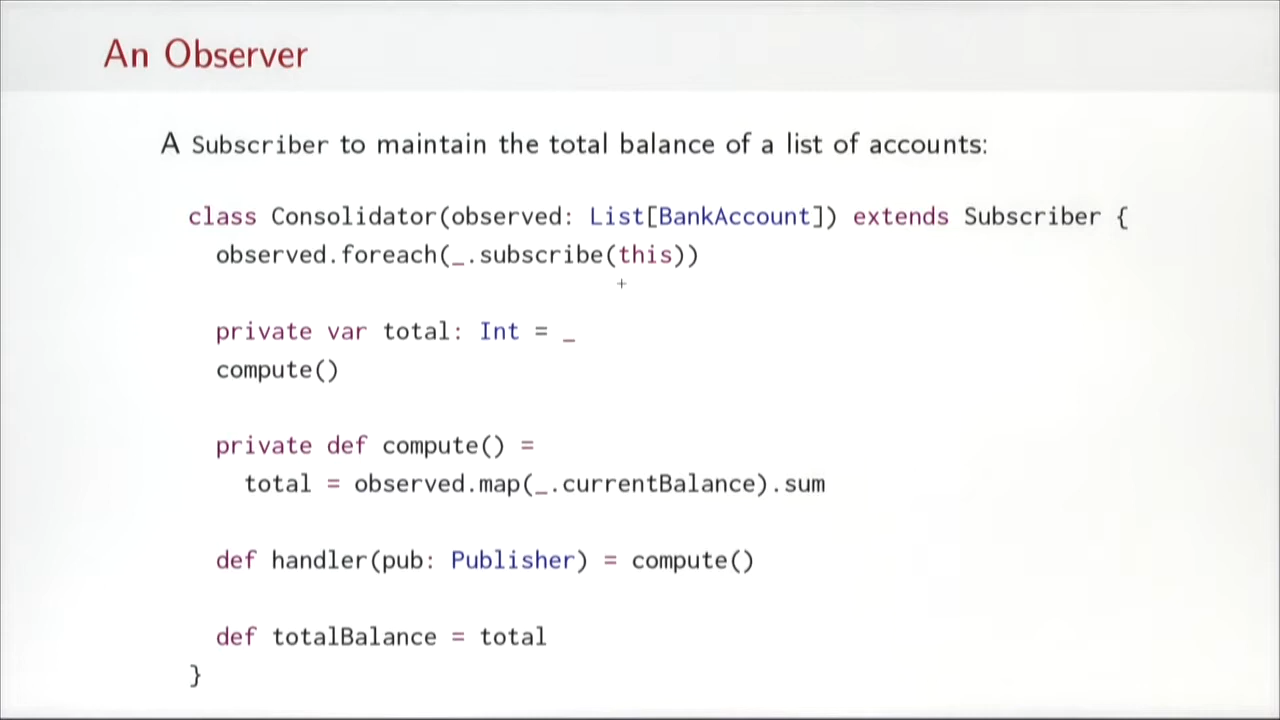 An Observer
A Subscriber to maintain the total balance of a list of accounts:
class Consolidator(observed: List[BankAccount]) extends Subscriber {
observed.foreach(_.subscribe(this))
private var total: Int = _
compute()
private def compute() =
total = observed.map(_.currentBalance).sum
def handler(pub: Publisher) = compute()
def totalBalance = total
}